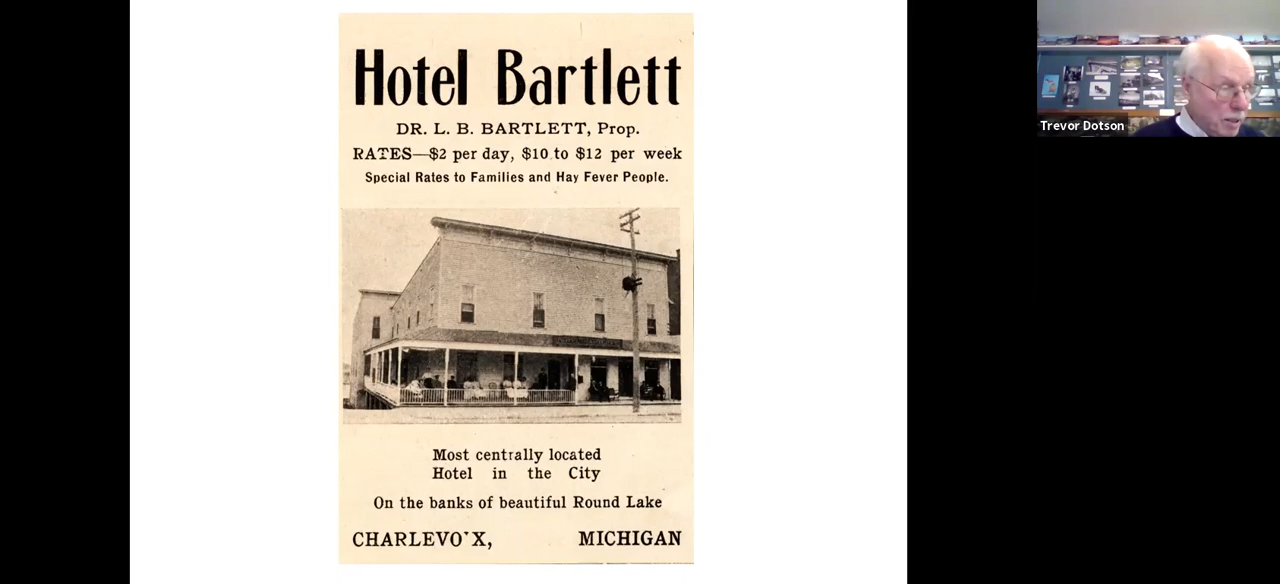 Hotel Bartlett
DR. L. B. BARTLETT, Prop.
RATES—$2 per day, $10 to $12 per week
Special Rates to Families and Hay Fever People.
Most centrally located
Hotel in the City
On the banks of beautiful Round Lake
CHARLEVO'X, MICHIGAN
Trevor Dotson